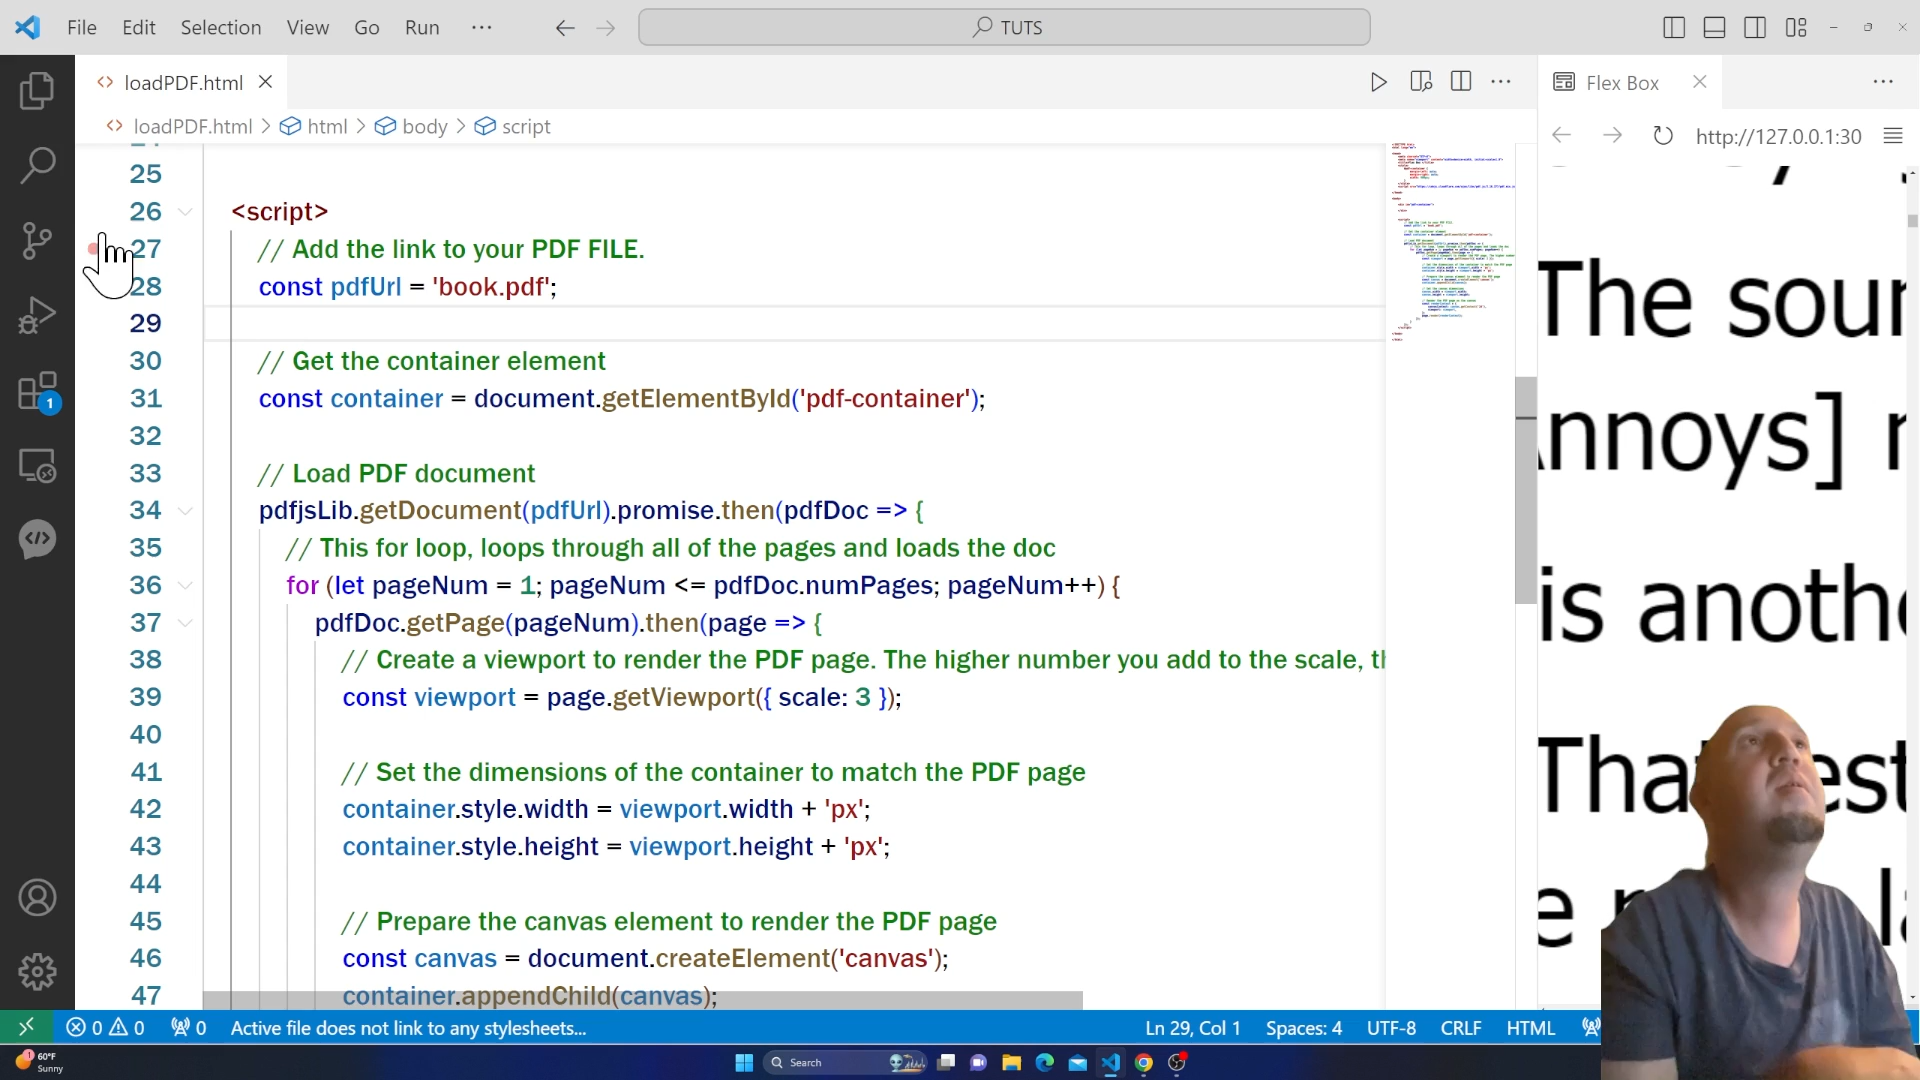 File Edit Selection View Go Run ...
TUTS
loadPDF.html
Flex Box
loadPDF.html > html > body > script
http://127.0.0.1:30
25
26 <script>
27 // Add the link to your PDF FILE.
28 const pdfUrl = 'book.pdf';
29
30 // Get the container element
31 const container = document.getElementById('pdf-container');
32
33 // Load PDF document
34 pdfjsLib.getDocument(pdfUrl).promise.then(pdfDoc => {
35 // This for loop, loops through all of the pages and loads the doc
36 for (let pageNum = 1; pageNum <= pdfDoc.numPages; pageNum++) {
37 pdfDoc.getPage(pageNum).then(page => {
38 // Create a viewport to render the PDF page. The higher number you add to the scale, th
39 const viewport = page.getViewport({ scale: 3 });
40
41 // Set the dimensions of the container to match the PDF page
42 container.style.width = viewport.width + 'px';
43 container.style.height = viewport.height + 'px';
44
45 // Prepare the canvas element to render the PDF page
46 const canvas = document.createElement('canvas');
47 container.appendChild(canvas);
The sour
nnoys] r
is anothe
Tha est
1
0 0 0 Active file does not link to any stylesheets...
Ln 29, Col 1 Spaces: 4 UTF-8 CRLF HTML
60°F
Sunny
Search